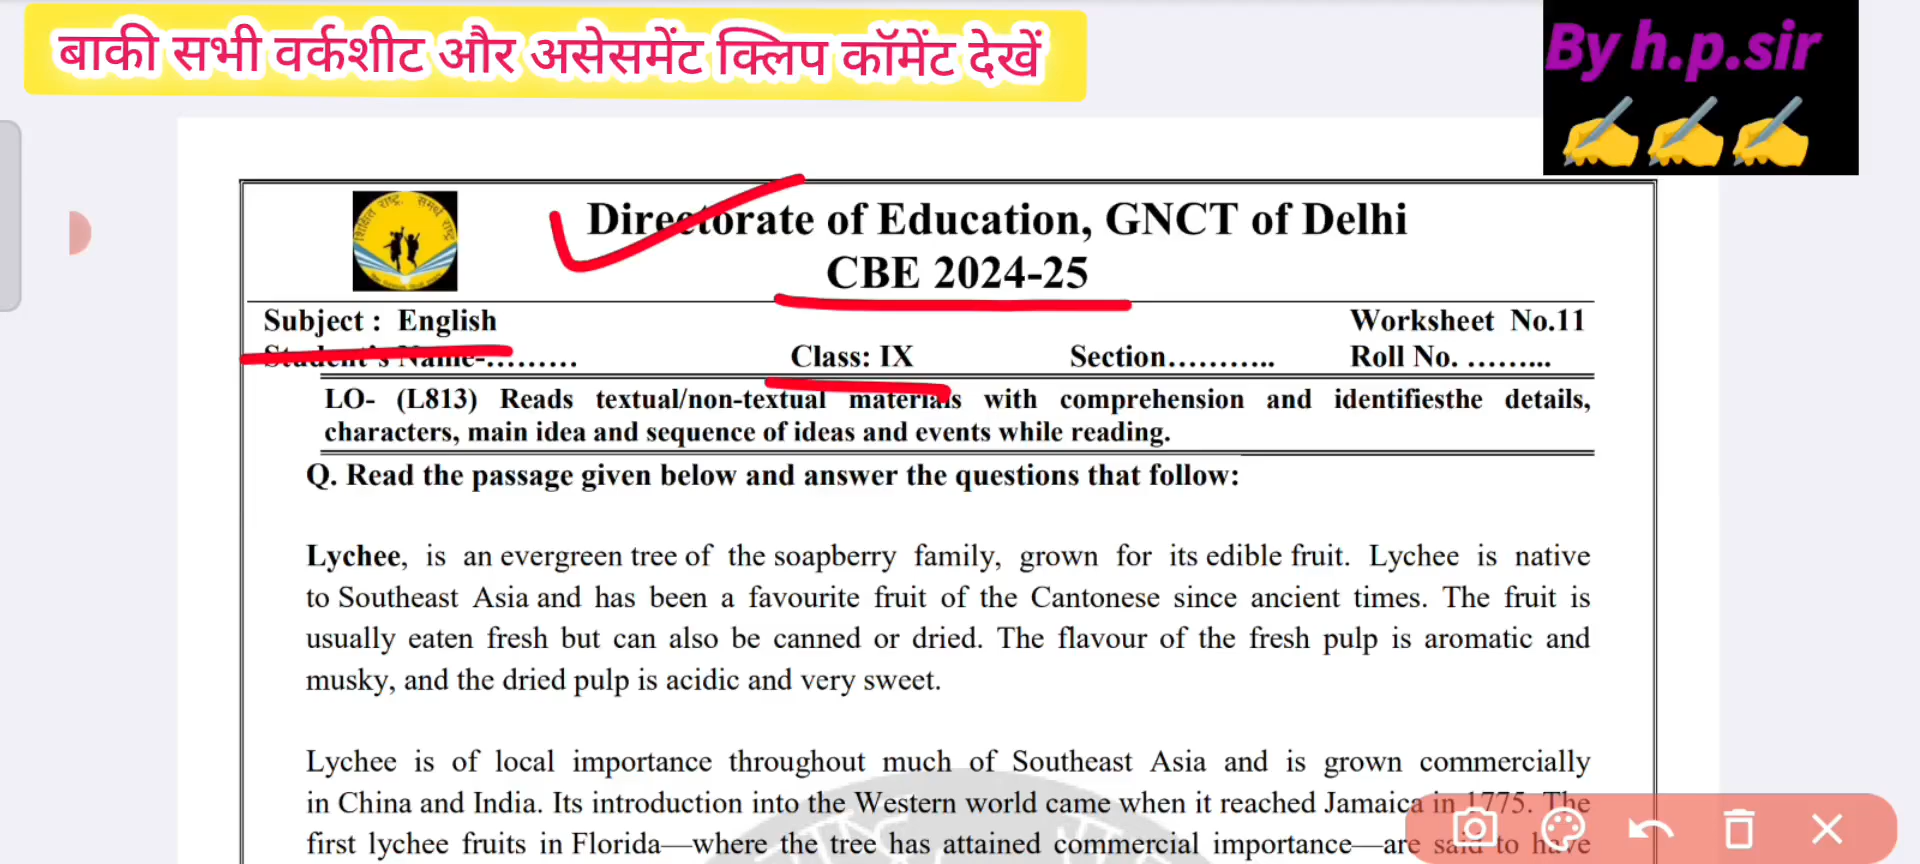 बाकी सभी वर्कशीट और असेसमेंट क्लिप कॉमेंट देखें
By h.p.sir
शिक्षित राष्ट्र, समर्थ राष्ट्र
Directorate of Education, GNCT of Delhi
CBE 2024-25
Subject : English
Worksheet No.11
Student's Name-.........
Class: IX
Section...........
Roll No. .........
LO- (L813) Reads textual/non-textual materials with comprehension and identifiesthe details,
characters, main idea and sequence of ideas and events while reading.
Q. Read the passage given below and answer the questions that follow:
Lychee, is an evergreen tree of the soapberry family, grown for its edible fruit. Lychee is native
to Southeast Asia and has been a favourite fruit of the Cantonese since ancient times. The fruit is
usually eaten fresh but can also be canned or dried. The flavour of the fresh pulp is aromatic and
musky, and the dried pulp is acidic and very sweet.
Lychee is of local importance throughout much of Southeast Asia and is grown commercially
in China and India. Its introduction into the Western world came when it reached Jamaica in 1775. The
first lychee fruits in Florida—where the tree has attained commercial importance—are said to have